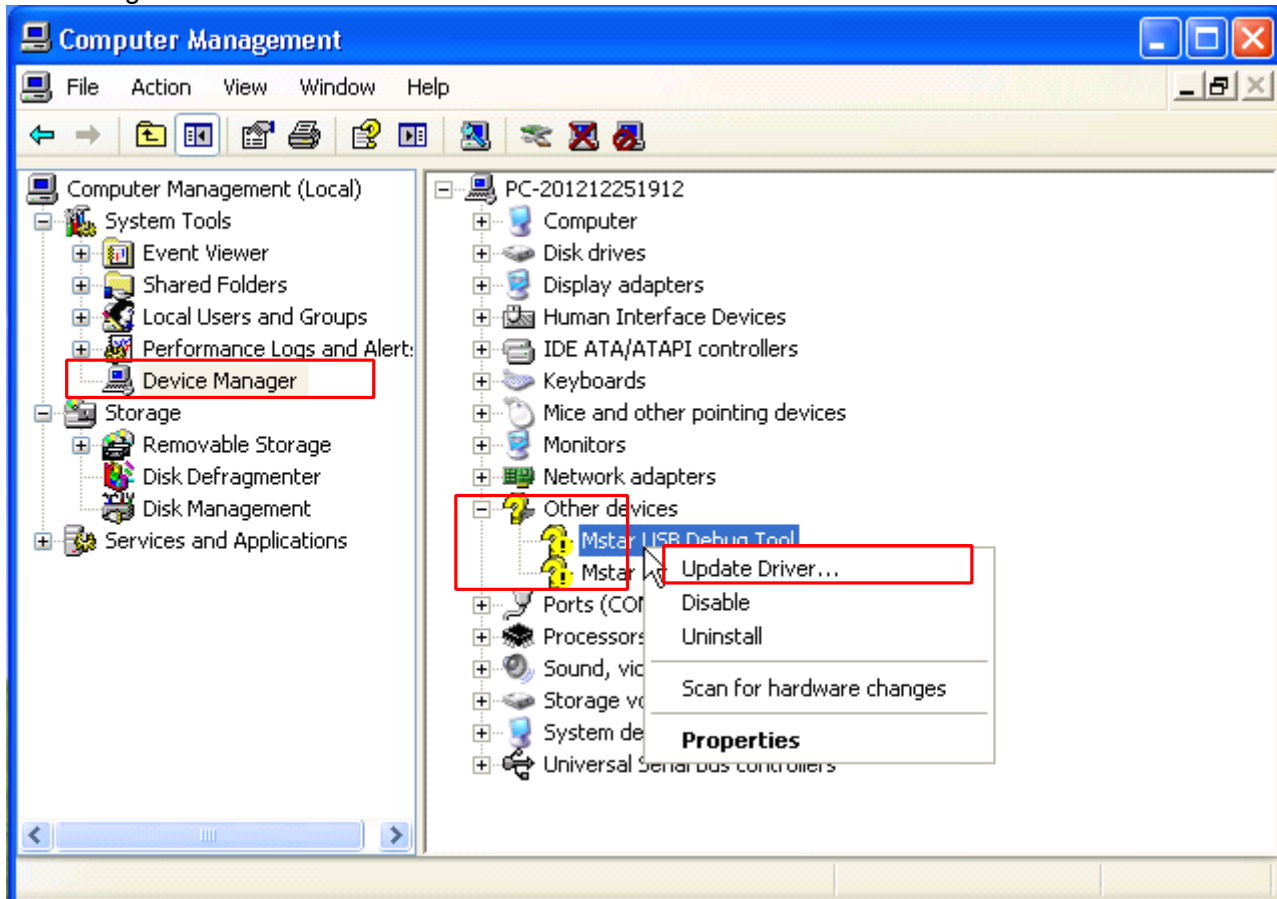 Computer Management
File Action View Window Help
Computer Management (Local)
System Tools
Event Viewer
Shared Folders
Local Users and Groups
Performance Logs and Alert
Device Manager
Storage
Removable Storage
Disk Defragmenter
Disk Management
Services and Applications
PC-201212251912
Computer
Disk drives
Display adapters
Human Interface Devices
IDE ATA/ATAPI controllers
Keyboards
Mice and other pointing devices
Monitors
Network adapters
Other devices
Mstar USB Debug Tool
Mstar
Ports (CO
Processors
Sound, vi
Storage v
System de
Universal Serial Bus controllers
Update Driver...
Disable
Uninstall
Scan for hardware changes
Properties